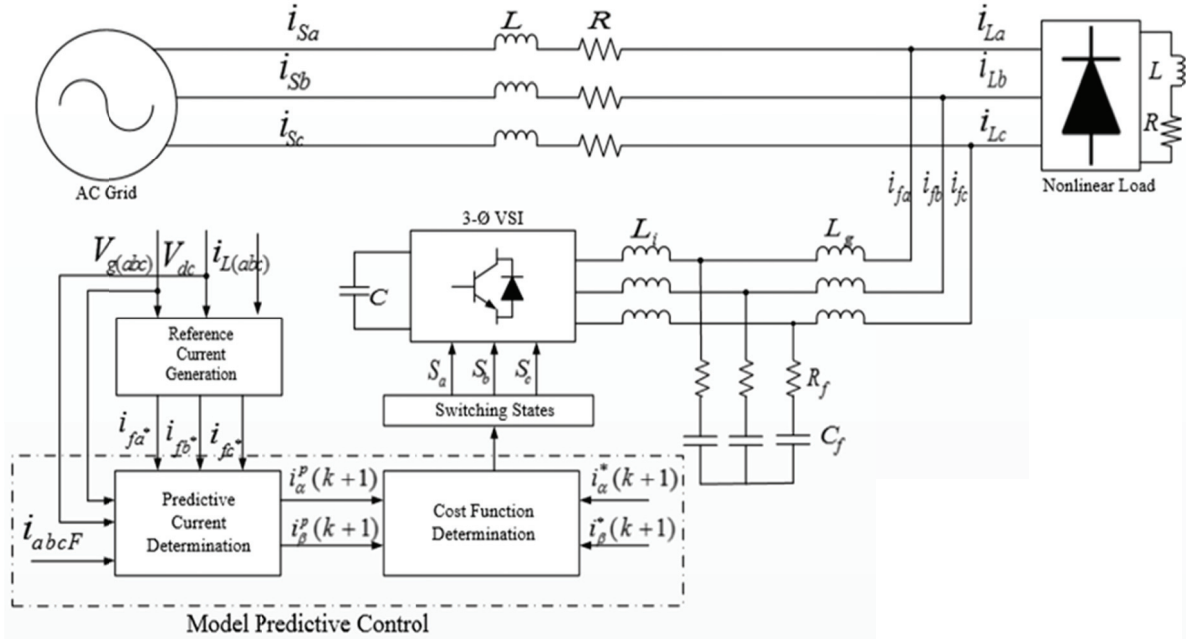 i_Sa
L
R
i_La
i_Sb
i_Lb
L
i_Sc
i_Lc
R
AC Grid
Nonlinear Load
i_fa
i_fb
i_fc
3-Ø VSI
L_i
L_g
V_g(abc)
V_dc
i_L(abc)
C
Reference
Current
Generation
S_a
S_b
S_c
R_f
Switching States
C_f
i_fa*
i_fb*
i_fc*
i_α^p(k+1)
i_α^*(k+1)
Predictive
Current
Determination
Cost Function
Determination
i_β^p(k+1)
i_β^*(k+1)
i_abcF
Model Predictive Control